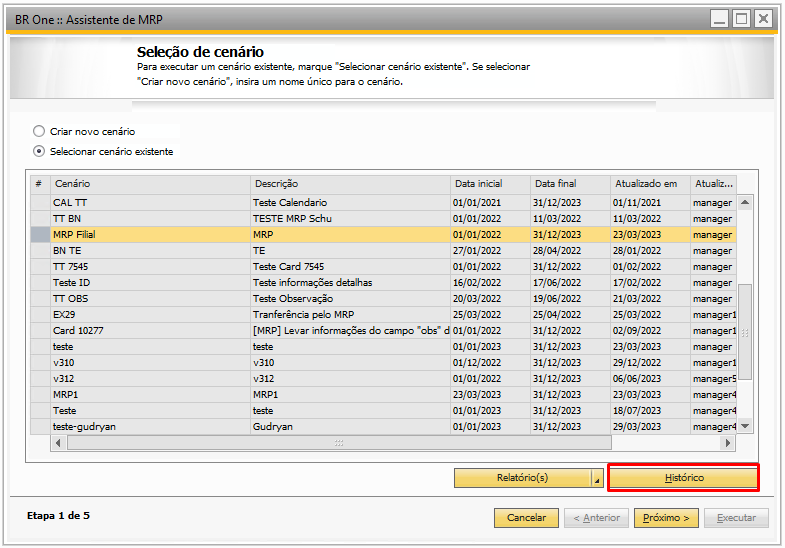 BR One :: Assistente de MRP
Seleção de cenário
Para executar um cenário existente, marque "Selecionar cenário existente". Se selecionar
"Criar novo cenário", insira um nome único para o cenário.
Criar novo cenário
Selecionar cenário existente
# Cenário Descrição Data inicial Data final Atualizado em Atualiz...
CAL TT Teste Calendario 01/01/2021 31/12/2023 01/11/2021 manager
TT BN TESTE MRP Schu 01/01/2022 11/03/2022 11/03/2022 manager
MRP Filial MRP 01/01/2022 31/12/2023 23/03/2023 manager
BN TE TE 27/01/2022 28/04/2022 28/01/2022 manager
TT 7545 Teste Card 7545 01/01/2022 31/12/2022 01/02/2022 manager
Teste ID Teste informações detalhas 16/02/2022 17/06/2022 17/02/2022 manager
TT OBS Teste Observação 20/03/2022 19/06/2022 21/03/2022 manager
EX29 Tranferência pelo MRP 25/03/2022 25/04/2022 25/03/2022 manager1
Card 10277 [MRP] Levar informações do campo "obs" d 01/01/2022 31/12/2022 02/09/2022 manager1
teste teste 01/01/2023 31/12/2023 23/03/2023 manager
v310 v310 01/12/2022 31/12/2022 29/12/2022 manager1
v312 v312 01/01/2022 31/12/2023 06/06/2023 manager5
MRP1 MRP1 23/03/2023 31/12/2023 23/03/2023 manager4
Teste teste 01/01/2023 31/12/2023 18/07/2023 manager4
teste-gudryan Gudryan 01/01/2023 31/12/2023 29/03/2023 manager4
Relatório(s) Histórico
Etapa 1 de 5 Cancelar < Anterior Próximo > Executar